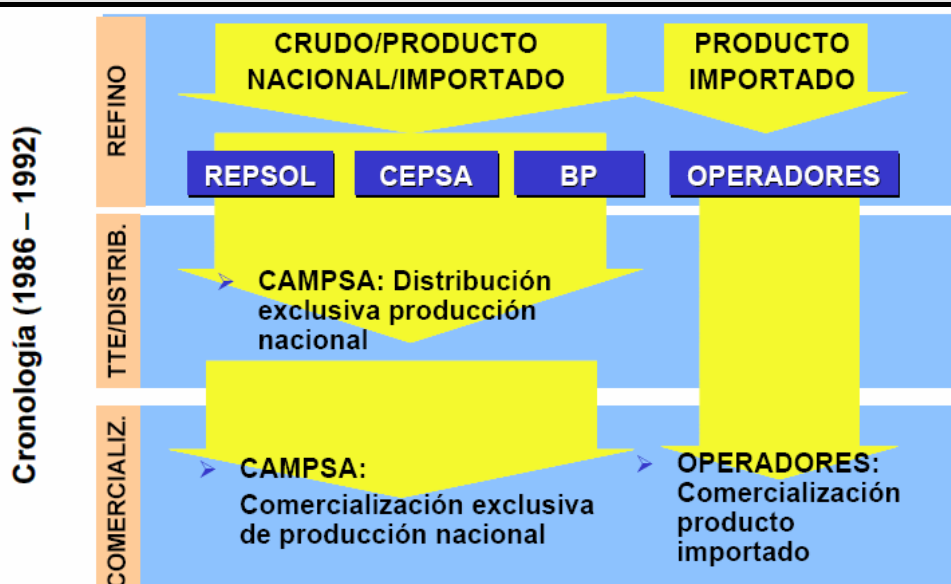 Cronología (1986 – 1992)
REFINO
CRUDO/PRODUCTO
NACIONAL/IMPORTADO
PRODUCTO
IMPORTADO
REPSOL
CEPSA
BP
OPERADORES
TTE/DISTRIB.
CAMPSA: Distribución
exclusiva producción
nacional
COMERCIALIZ.
CAMPSA:
Comercialización exclusiva
de producción nacional
OPERADORES:
Comercialización
producto
importado